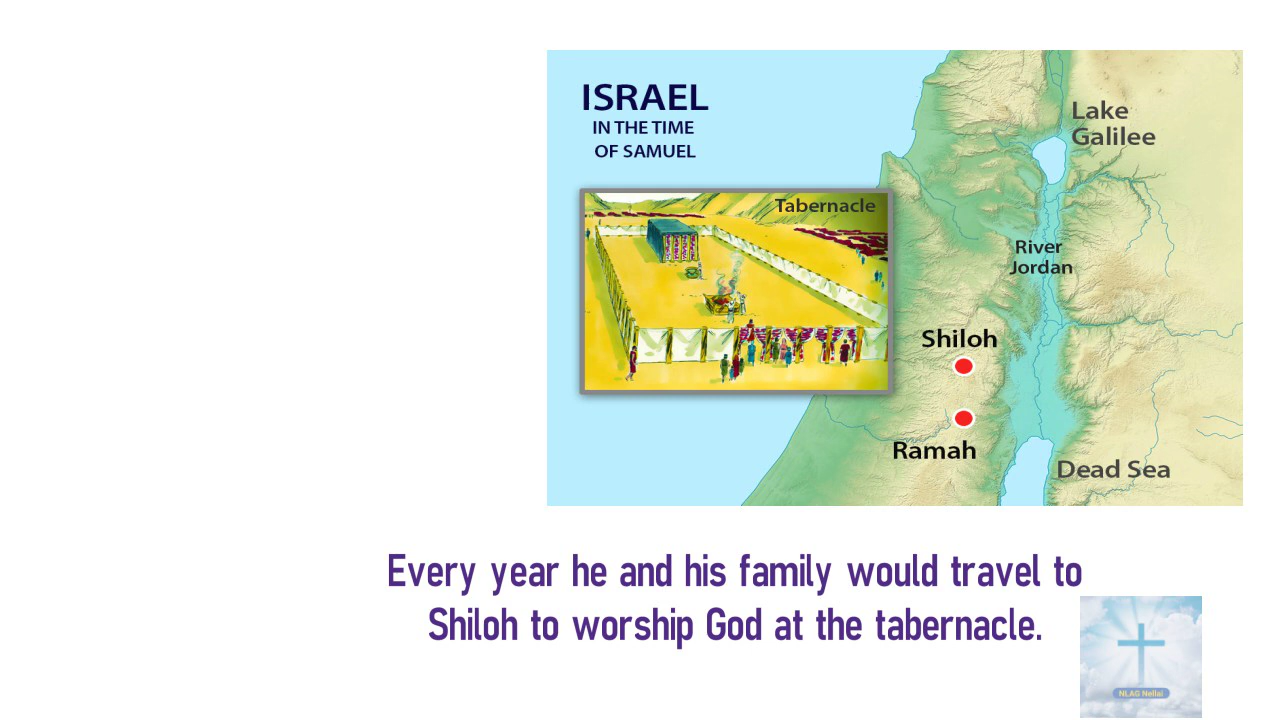 ISRAEL
IN THE TIME
OF SAMUEL
Lake
Galilee
Tabernacle
River
Jordan
Shiloh
Ramah
Dead Sea
Every year he and his family would travel to
Shiloh to worship God at the tabernacle.
NLAG Nellai